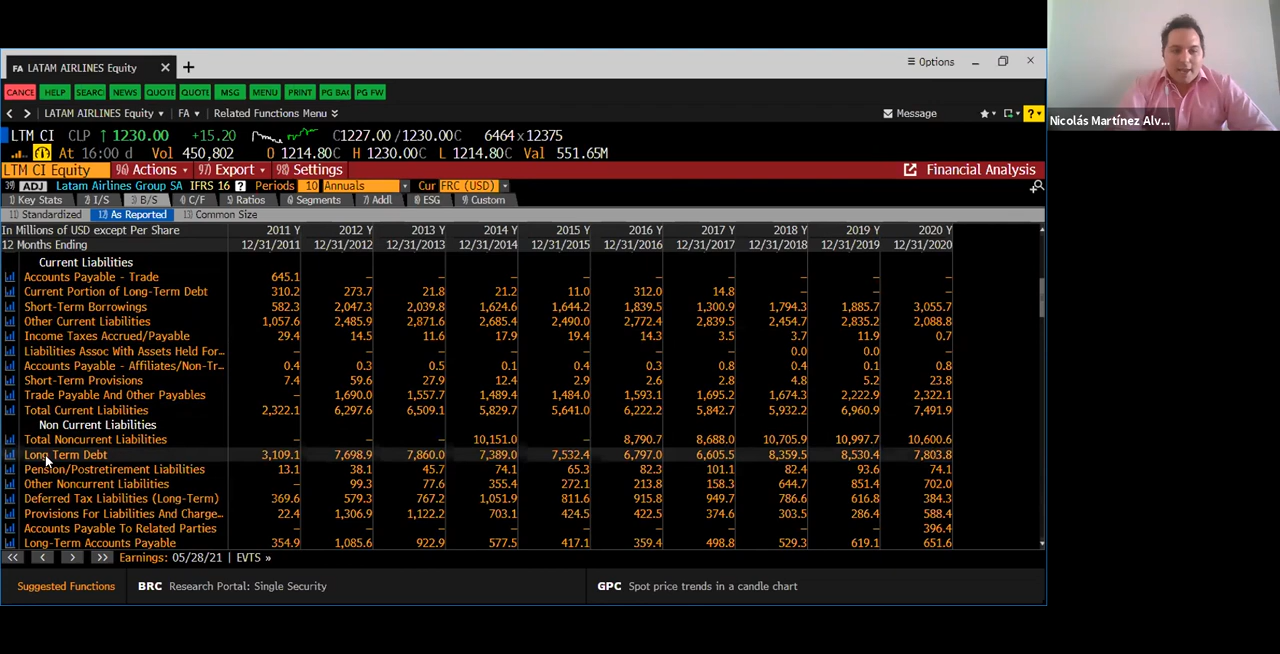 FA LATAM AIRLINES Equity ✕ +
≡ Options
CANCE HELP SEARC NEWS QUOTE QUOTE MSG MENU PRINT PG BAC PG FW
< > LATAM AIRLINES Equity ▾ FA ▾ Related Functions Menu
Message ★ ▾ ▾ ? ▾
LTM CI CLP ↑ 1230.00 +15.20 C1227.00 /1230.00C 6464 x 12375
At 16:00 d Vol 450,802 O 1214.80C H 1230.00C L 1214.80C Val 551.65M
LTM CI Equity 96) Actions ▾ 97) Export ▾ 98) Settings Financial Analysis
39) ADJ Latam Airlines Group SA IFRS 16 ? Periods 10 Annuals ▾ Cur FRC (USD) ▾
1) Key Stats 2) I/S 3) B/S 4) C/F 5) Ratios 6) Segments 7) Addl 8) ESG 9) Custom
11) Standardized 12) As Reported 13) Common Size
In Millions of USD except Per Share 2011 Y 2012 Y 2013 Y 2014 Y 2015 Y 2016 Y 2017 Y 2018 Y 2019 Y 2020 Y
12 Months Ending 12/31/2011 12/31/2012 12/31/2013 12/31/2014 12/31/2015 12/31/2016 12/31/2017 12/31/2018 12/31/2019 12/31/2020
Current Liabilities
Accounts Payable - Trade 645.1 – – – – – – – – –
Current Portion of Long-Term Debt 310.2 273.7 21.8 21.2 11.0 312.0 14.8 – – –
Short-Term Borrowings 582.3 2,047.3 2,039.8 1,624.6 1,644.2 1,839.5 1,300.9 1,794.3 1,885.7 3,055.7
Other Current Liabilities 1,057.6 2,485.9 2,871.6 2,685.4 2,490.0 2,772.4 2,839.5 2,454.7 2,835.2 2,088.8
Income Taxes Accrued/Payable 29.4 14.5 11.6 17.9 19.4 14.3 3.5 3.7 11.9 0.7
Liabilities Assoc With Assets Held For… – – – – – – – 0.0 0.0 –
Accounts Payable - Affiliates/Non-Tr… 0.4 0.3 0.5 0.1 0.4 0.3 0.8 0.4 0.1 0.8
Short-Term Provisions 7.4 59.6 27.9 12.4 2.9 2.6 2.8 4.8 5.2 23.8
Trade Payable And Other Payables – 1,690.0 1,557.7 1,489.4 1,484.0 1,593.1 1,695.2 1,674.3 2,222.9 2,322.1
Total Current Liabilities 2,322.1 6,297.6 6,509.1 5,829.7 5,641.0 6,222.2 5,842.7 5,932.2 6,960.9 7,491.9
Non Current Liabilities
Total Noncurrent Liabilities – – – 10,151.0 – 8,790.7 8,688.0 10,705.9 10,997.7 10,600.6
Long Term Debt 3,109.1 7,698.9 7,860.0 7,389.0 7,532.4 6,797.0 6,605.5 8,359.5 8,530.4 7,803.8
Pension/Postretirement Liabilities 13.1 38.1 45.7 74.1 65.3 82.3 101.1 82.4 93.6 74.1
Other Noncurrent Liabilities – 99.3 77.6 355.4 272.1 213.8 158.3 644.7 851.4 702.0
Deferred Tax Liabilities (Long-Term) 369.6 579.3 767.2 1,051.9 811.6 915.8 949.7 786.6 616.8 384.3
Provisions For Liabilities And Charge… 22.4 1,306.9 1,122.2 703.1 424.5 422.5 374.6 303.5 286.4 588.4
Accounts Payable To Related Parties – – – – – – – – – 396.4
Long-Term Accounts Payable 354.9 1,085.6 922.9 577.5 417.1 359.4 498.8 529.3 619.1 651.6
<< < > >> Earnings: 05/28/21 | EVTS »
Suggested Functions BRC Research Portal: Single Security GPC Spot price trends in a candle chart
Nicolás Martínez Alv...